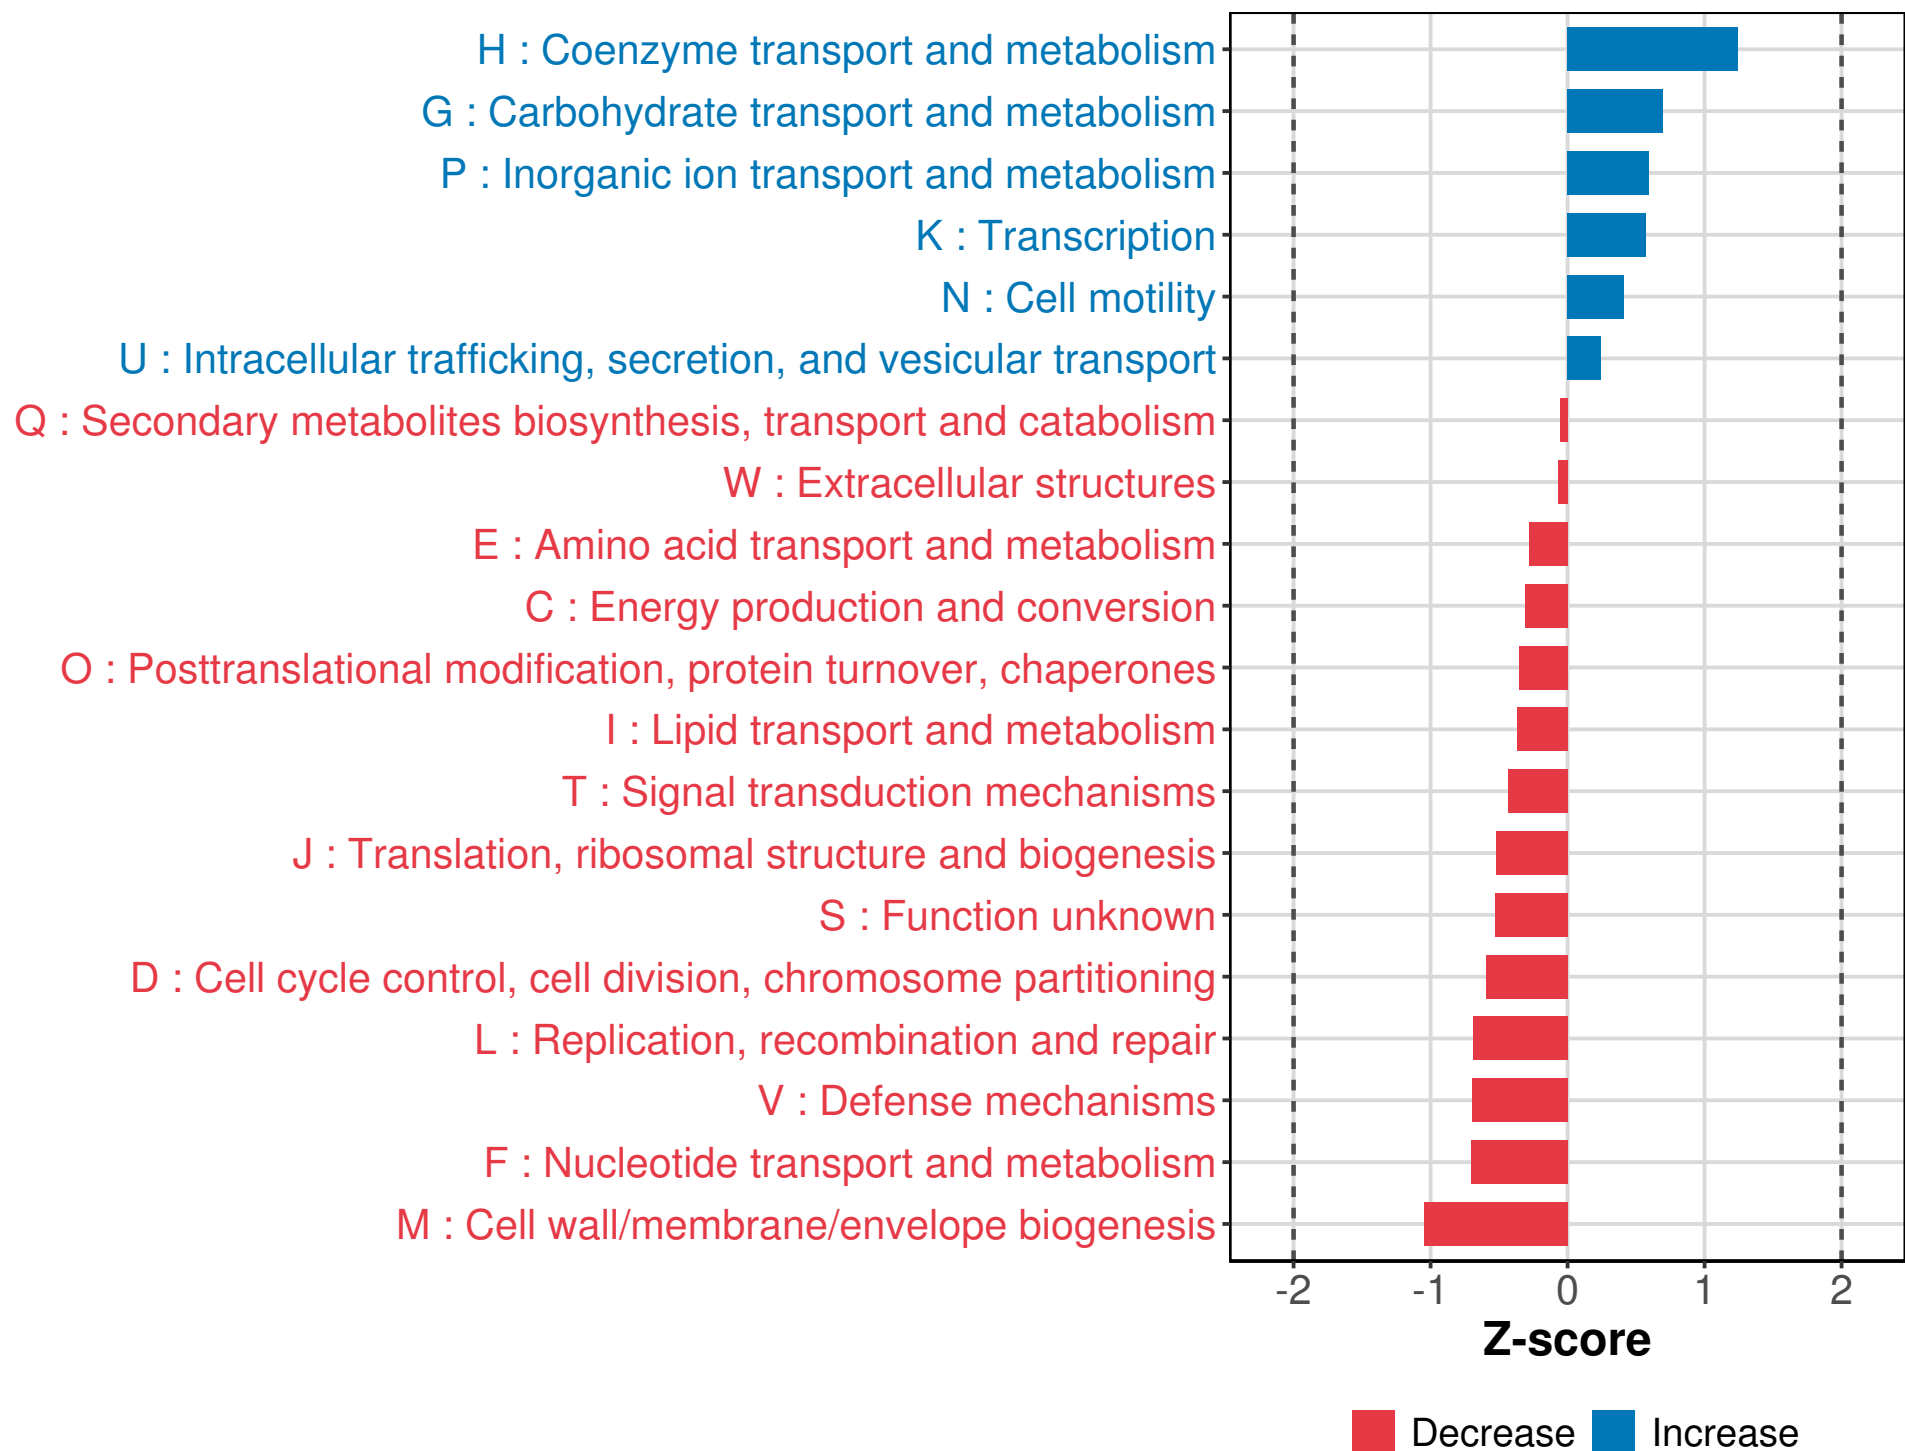 H : Coenzyme transport and metabolism
G : Carbohydrate transport and metabolism
P : Inorganic ion transport and metabolism
K : Transcription
N : Cell motility
U : Intracellular trafficking, secretion, and vesicular transport
Q : Secondary metabolites biosynthesis, transport and catabolism
W : Extracellular structures
E : Amino acid transport and metabolism
C : Energy production and conversion
O : Posttranslational modification, protein turnover, chaperones
I : Lipid transport and metabolism
T : Signal transduction mechanisms
J : Translation, ribosomal structure and biogenesis
S : Function unknown
D : Cell cycle control, cell division, chromosome partitioning
L : Replication, recombination and repair
V : Defense mechanisms
F : Nucleotide transport and metabolism
M : Cell wall/membrane/envelope biogenesis
-2 -1 0 1 2
Z-score
Decrease Increase